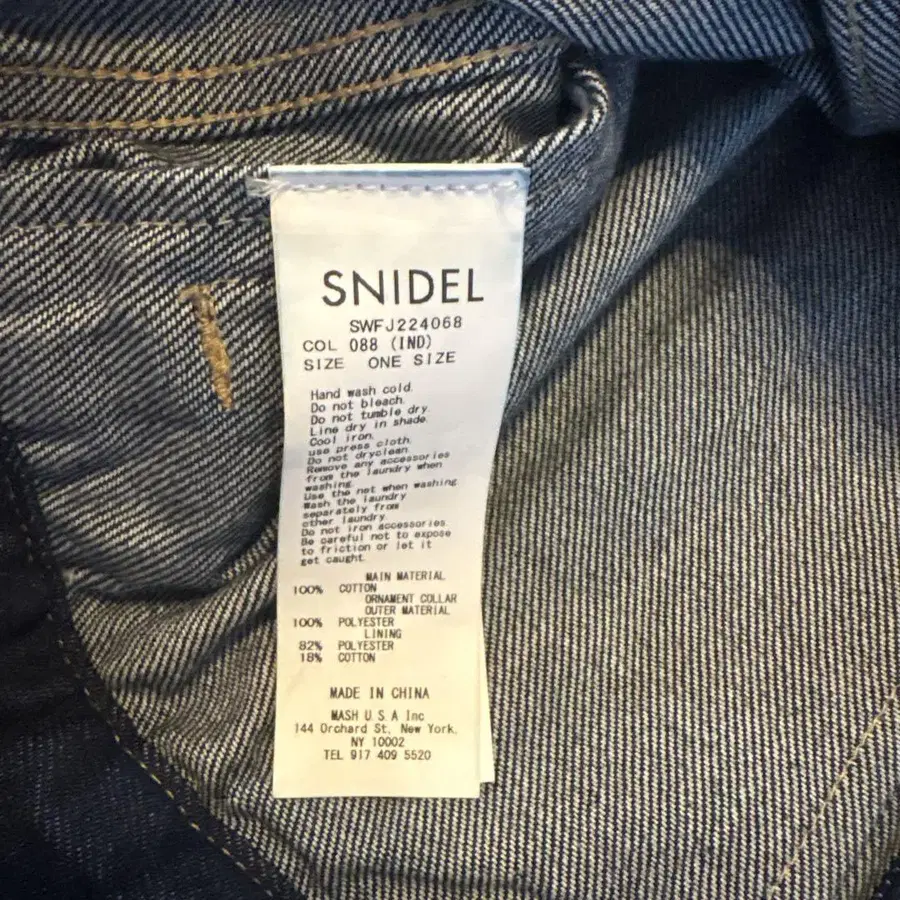 SNIDEL
SWFJ224068
COL 088 (IND)
SIZE ONE SIZE
Hand wash cold.
Do not bleach.
Do not tumble dry.
Line dry in shade.
Cool iron.
use press cloth.
Do not dryclean.
Remove any accessories
from the laundry when
washing.
Use the net when washing.
Wash the laundry
separately from
other laundry.
Do not iron accessories.
Be careful not to expose
to friction or let it
get caught.
MAIN MATERIAL
100% COTTON
ORNAMENT COLLAR
OUTER MATERIAL
100% POLYESTER
LINING
82% POLYESTER
18% COTTON
MADE IN CHINA
MASH U.S.A Inc
144 Orchard St, New York,
NY 10002
TEL 917 409 5520